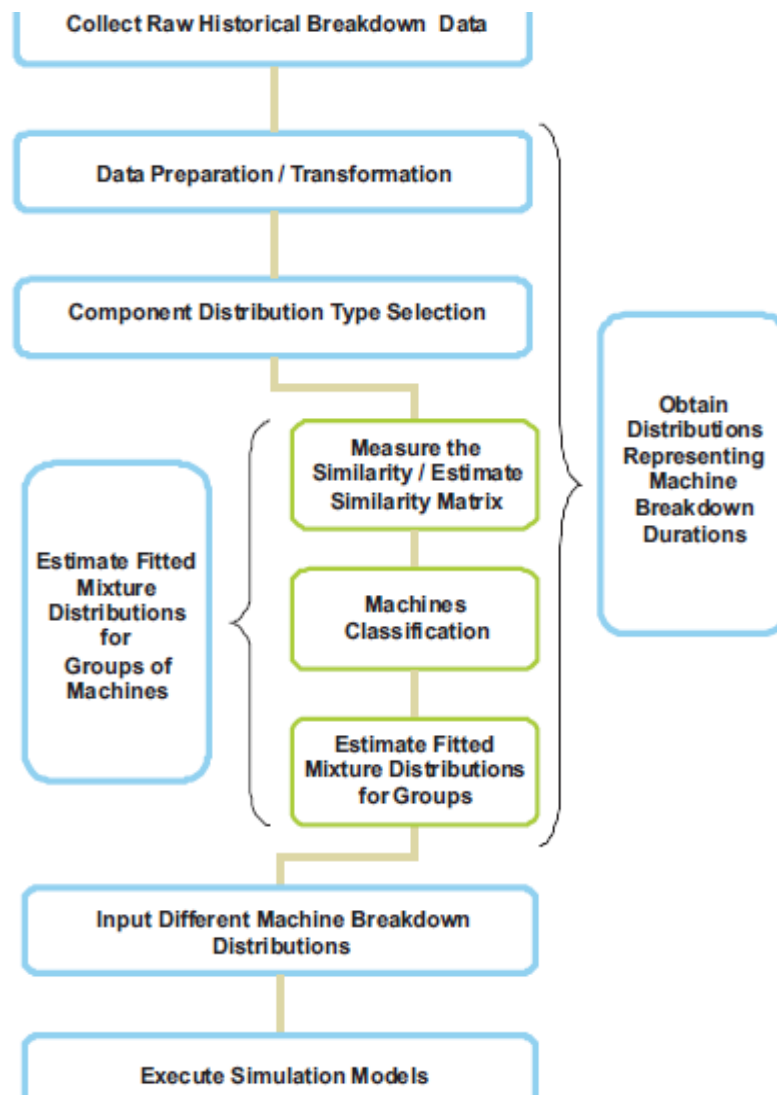 Collect Raw Historical Breakdown Data
Data Preparation / Transformation
Component Distribution Type Selection
Measure the
Similarity / Estimate
Similarity Matrix
Machines
Classification
Estimate Fitted
Mixture Distributions
for Groups
Estimate Fitted
Mixture
Distributions
for
Groups of
Machines
Obtain
Distributions
Representing
Machine
Breakdown
Durations
Input Different Machine Breakdown
Distributions
Execute Simulation Models